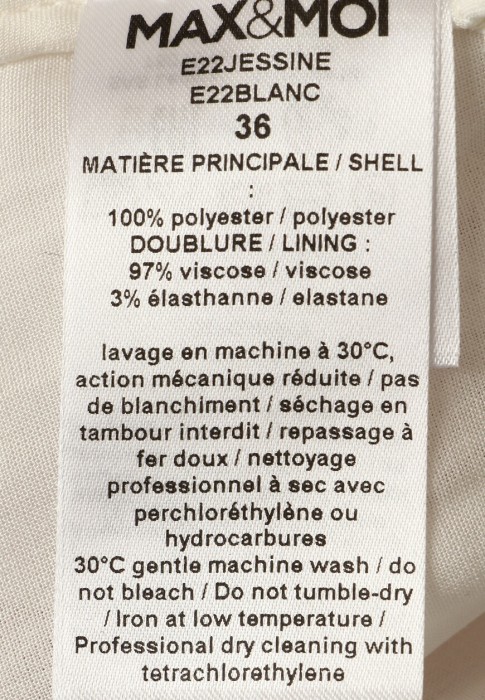 MAX&MOI
E22JESSINE
E22BLANC
36
MATIÈRE PRINCIPALE / SHELL
:
100% polyester / polyester
DOUBLURE / LINING :
97% viscose / viscose
3% élasthanne / elastane
lavage en machine à 30°C,
action mécanique réduite / pas
de blanchiment / séchage en
tambour interdit / repassage à
fer doux / nettoyage
professionnel à sec avec
perchloréthylène ou
hydrocarbures
30°C gentle machine wash / do
not bleach / Do not tumble-dry
/ Iron at low temperature /
Professional dry cleaning with
tetrachlorethylene